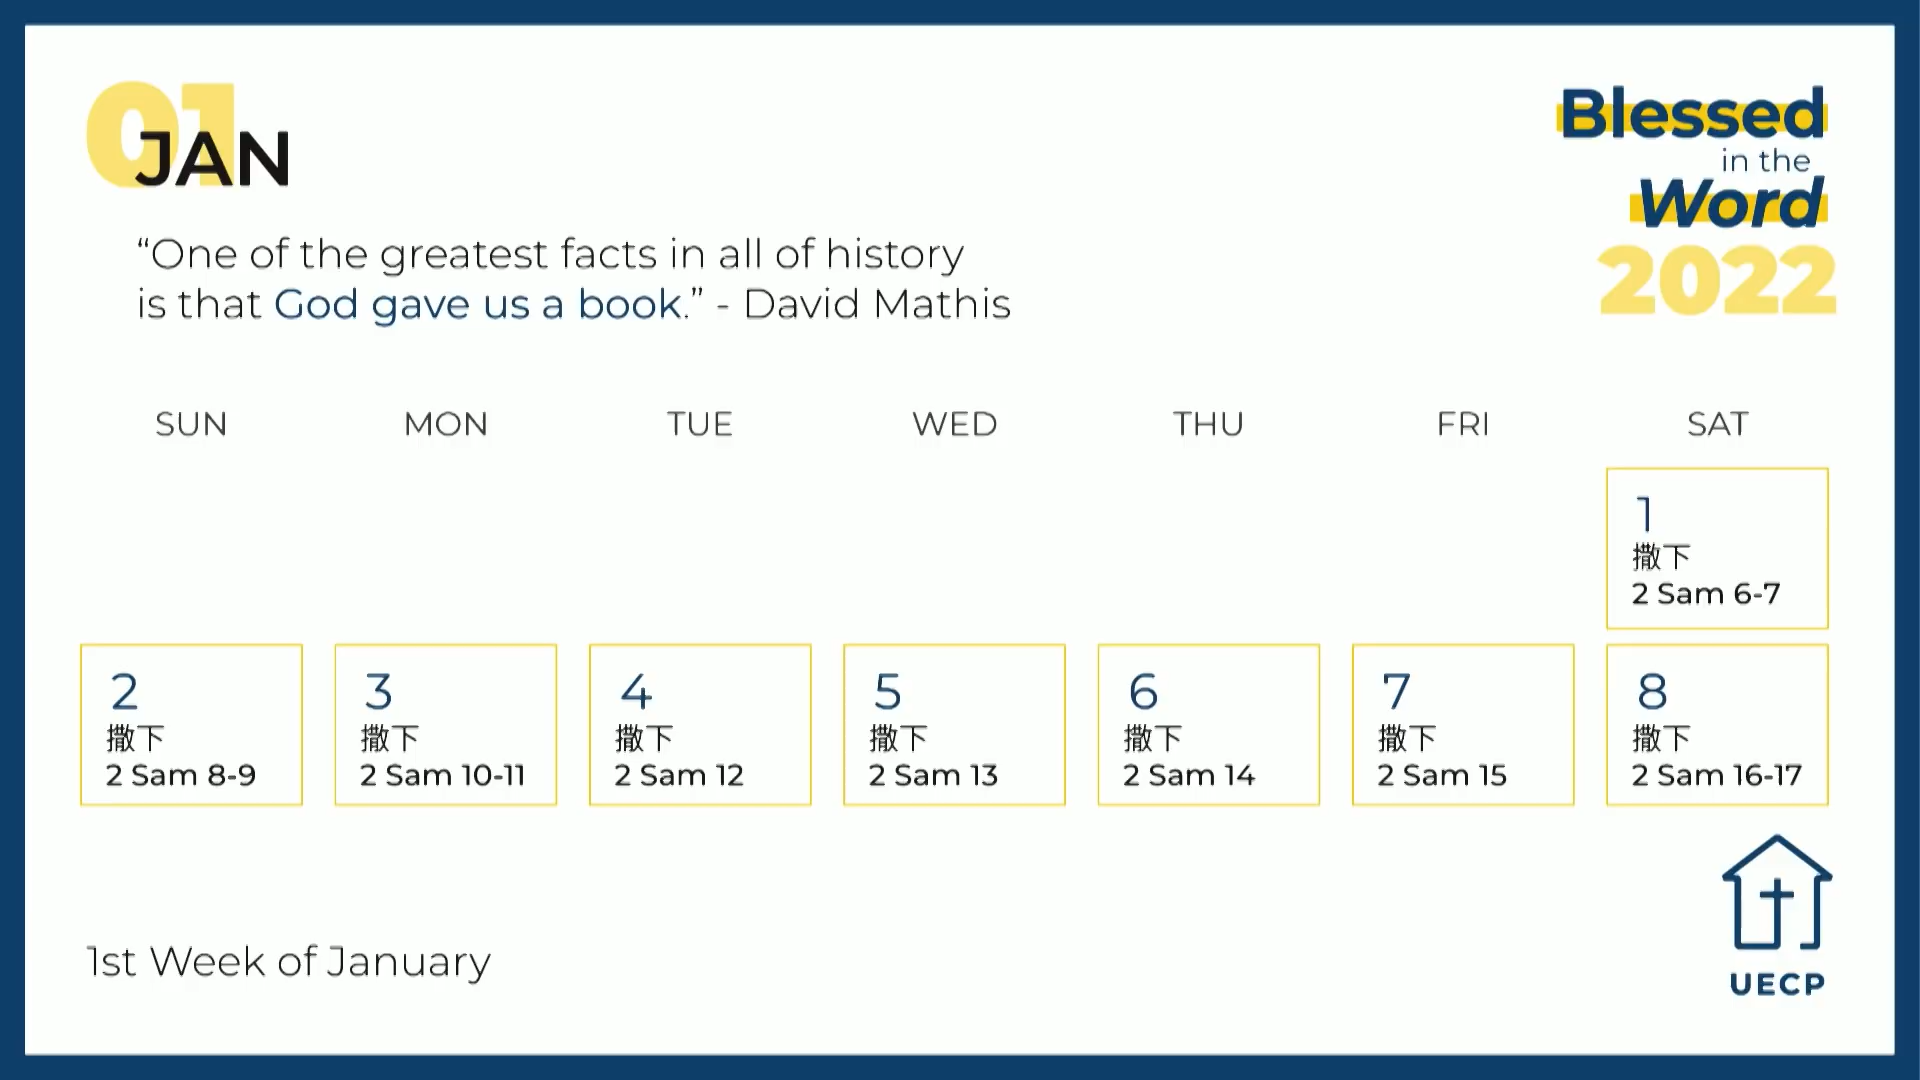 01
JAN
Blessed
in the
Word
2022
“One of the greatest facts in all of history
is that God gave us a book.” - David Mathis
SUN MON TUE WED THU FRI SAT
1
撒下
2 Sam 6-7
2
撒下
2 Sam 8-9
3
撒下
2 Sam 10-11
4
撒下
2 Sam 12
5
撒下
2 Sam 13
6
撒下
2 Sam 14
7
撒下
2 Sam 15
8
撒下
2 Sam 16-17
1st Week of January
UECP